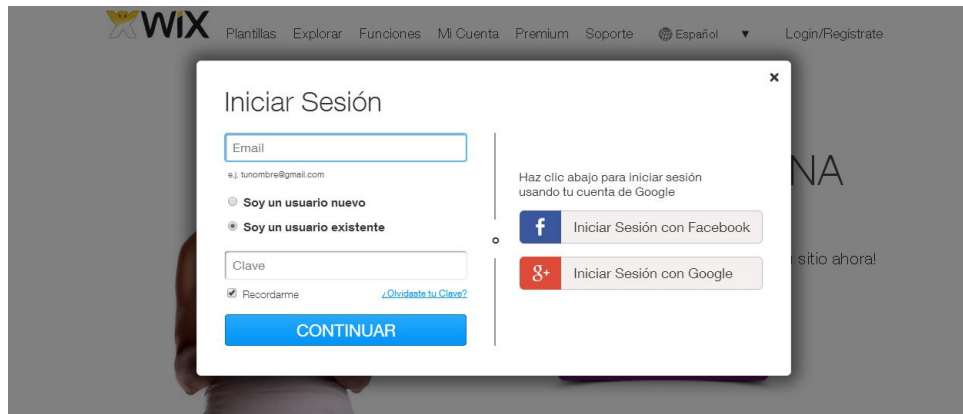 WiX Plantillas Explorar Funciones Mi Cuenta Premium Soporte Español ▼ Login/Registrate
Iniciar Sesión
Email
e.j. tunombre@gmail.com
Soy un usuario nuevo
Soy un usuario existente
Clave
Recordarme ¿Olvidaste tu Clave?
CONTINUAR
o
Haz clic abajo para iniciar sesión
usando tu cuenta de Google
f Iniciar Sesión con Facebook
g+ Iniciar Sesión con Google
NA
sitio ahora!